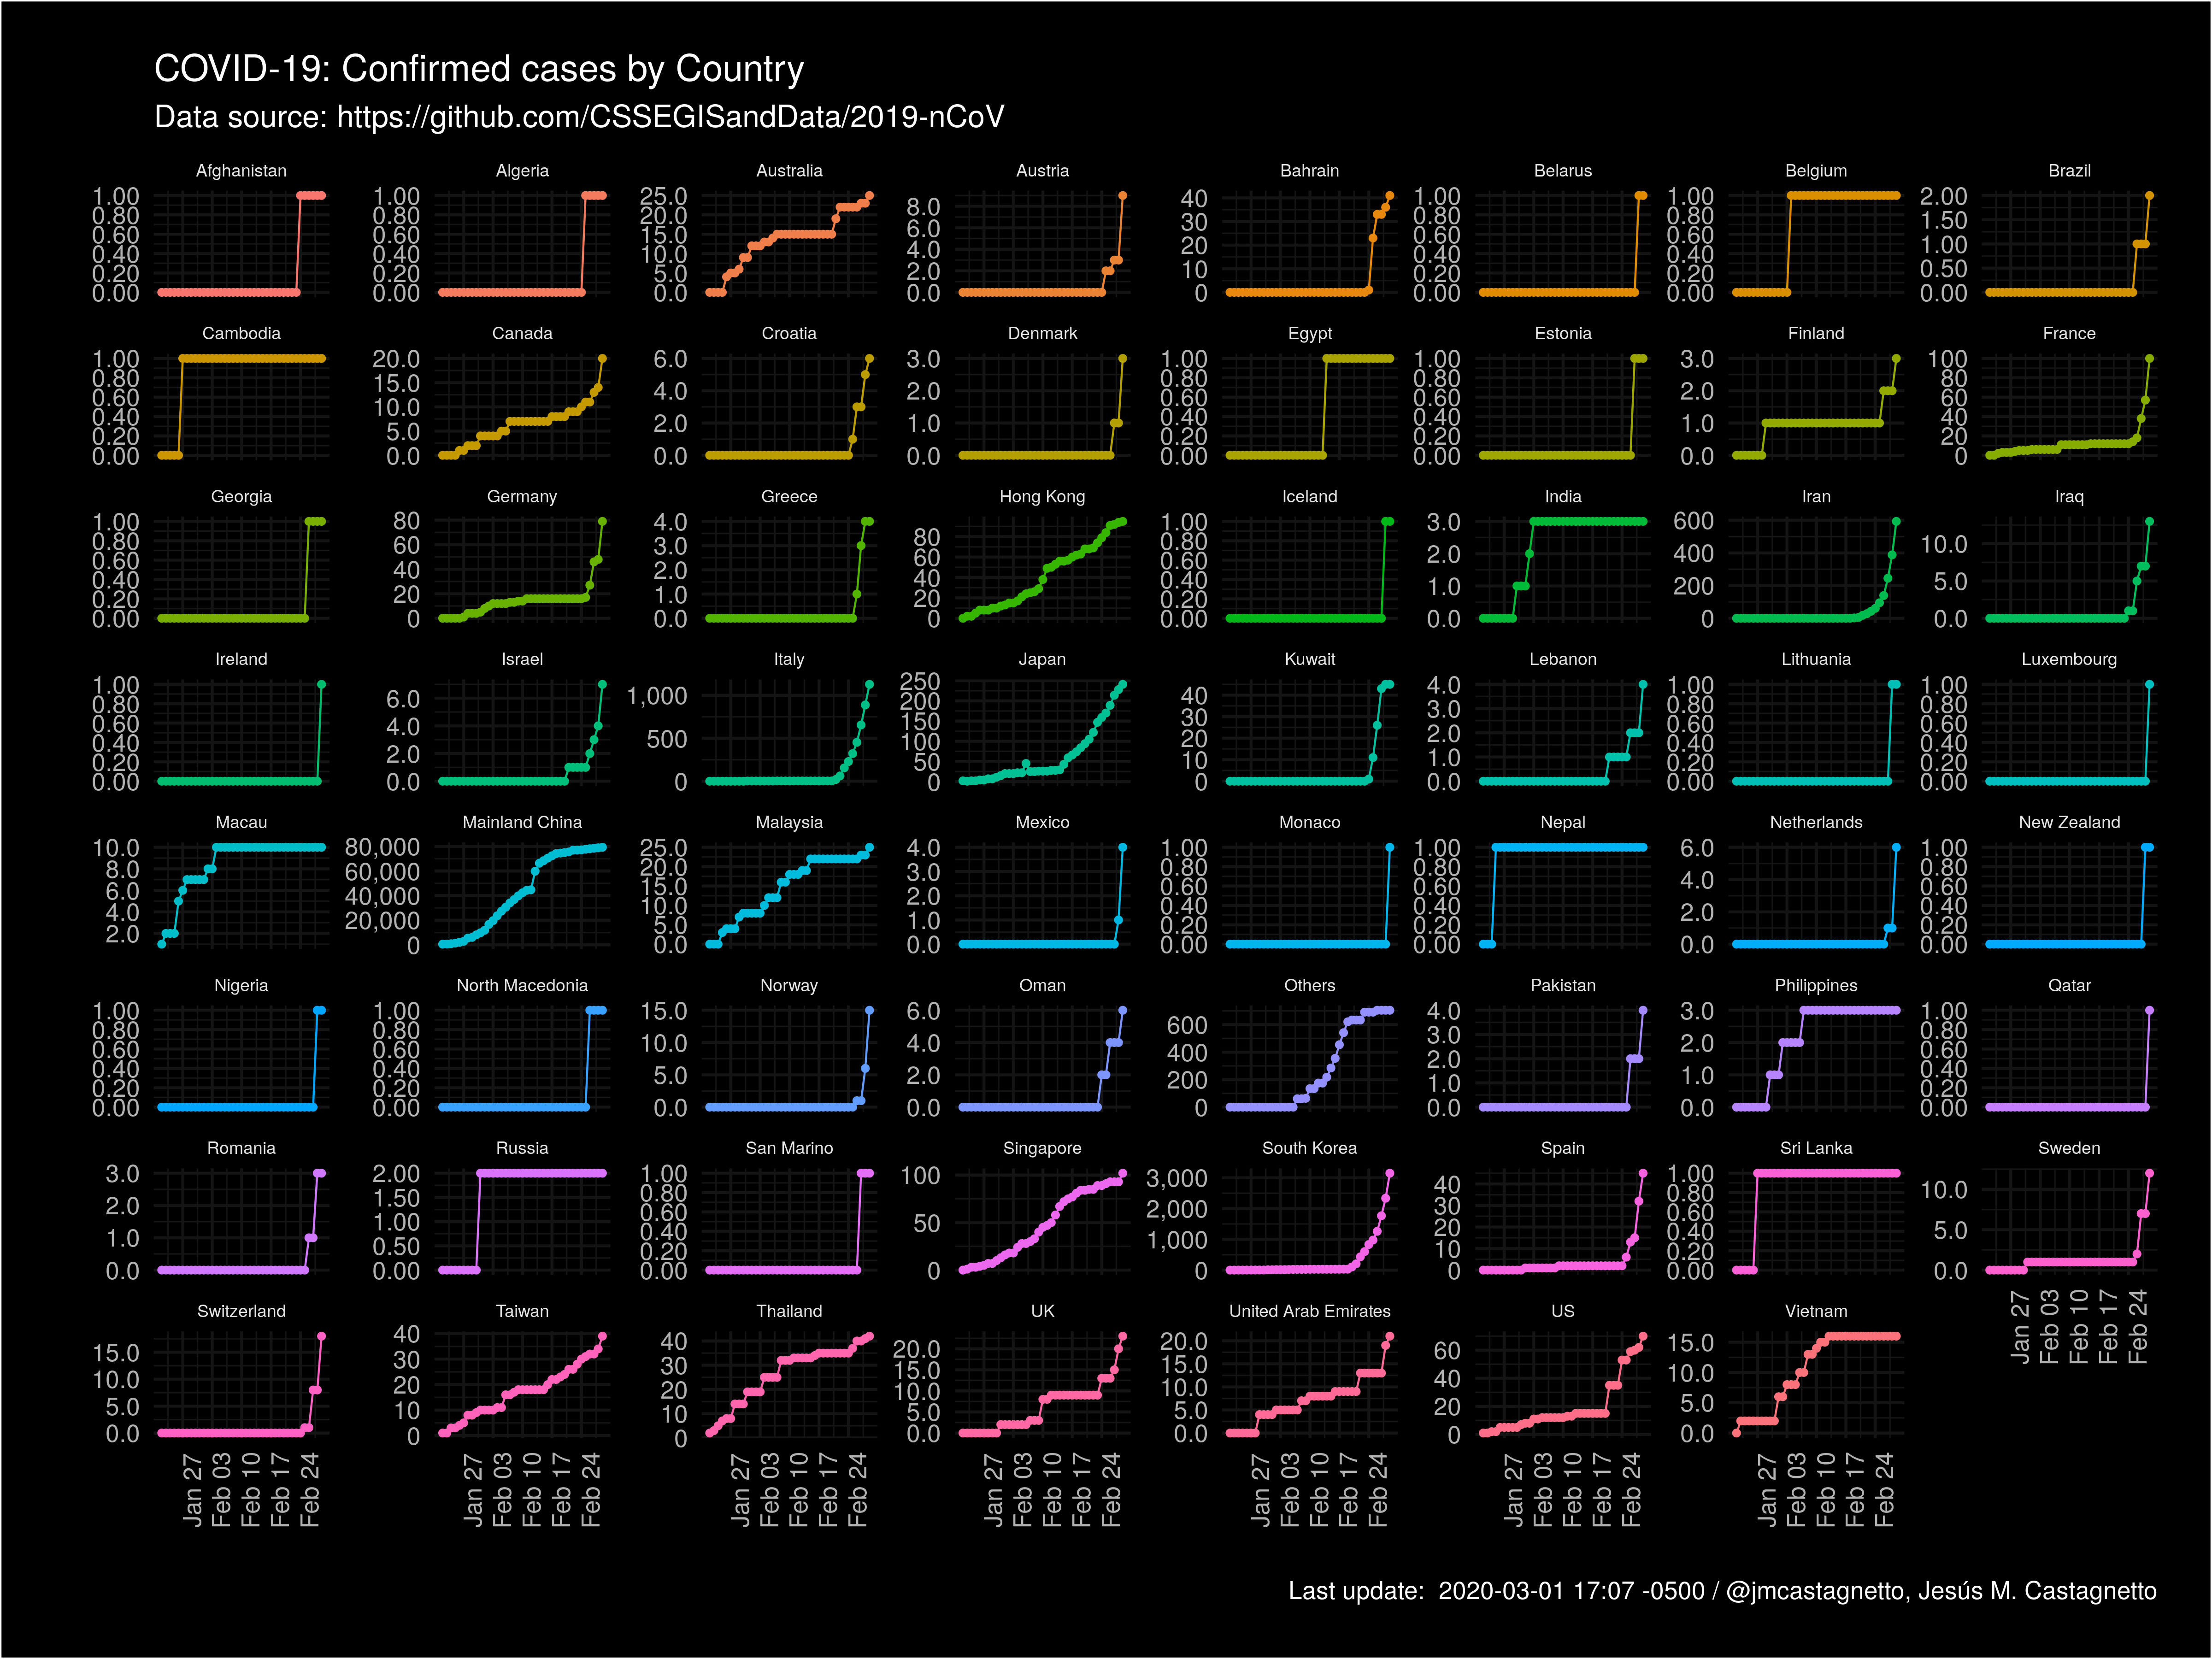 COVID-19: Confirmed cases by Country
Data source: https://github.com/CSSEGISandData/2019-nCoV
Afghanistan Algeria Australia Austria Bahrain Belarus Belgium Brazil
1.00 1.00 25.0 8.0 40 1.00 1.00 2.00
0.80 0.80 20.0 6.0 30 0.80 0.80 1.50
0.60 0.60 15.0 4.0 20 0.60 0.60 1.00
0.40 0.40 10.0 2.0 10 0.40 0.40 0.50
0.20 0.20 5.0 0.0 0 0.20 0.20 0.00
0.00 0.00 0.0 0.00 0.00
Cambodia Canada Croatia Denmark Egypt Estonia Finland France
1.00 20.0 6.0 3.0 1.00 1.00 3.0 100
0.80 15.0 4.0 2.0 0.80 0.80 2.0 80
0.60 10.0 2.0 1.0 0.60 0.60 1.0 60
0.40 5.0 0.0 0.0 0.40 0.40 0.0 40
0.20 0.0 0.20 0.20 20
0.00 0.00 0.00 0
Georgia Germany Greece Hong Kong Iceland India Iran Iraq
1.00 80 4.0 80 1.00 3.0 600 10.0
0.80 60 3.0 60 0.80 2.0 400 5.0
0.60 40 2.0 40 0.60 1.0 200 0.0
0.40 20 1.0 20 0.40 0.0 0
0.20 0 0.0 0 0.20
0.00 0.00
Ireland Israel Italy Japan Kuwait Lebanon Lithuania Luxembourg
1.00 6.0 1,000 250 40 4.0 1.00 1.00
0.80 4.0 500 200 30 3.0 0.80 0.80
0.60 2.0 0 150 20 2.0 0.60 0.60
0.40 0.0 100 10 1.0 0.40 0.40
0.20 50 0 0.0 0.20 0.20
0.00 0 0.00 0.00
Macau Mainland China Malaysia Mexico Monaco Nepal Netherlands New Zealand
10.0 80,000 25.0 4.0 1.00 1.00 6.0 1.00
8.0 60,000 20.0 3.0 0.80 0.80 4.0 0.80
6.0 40,000 15.0 2.0 0.60 0.60 2.0 0.60
4.0 20,000 10.0 1.0 0.40 0.40 0.0 0.40
2.0 0 5.0 0.0 0.20 0.20 0.20
0.0 0.00 0.00 0.00
Nigeria North Macedonia Norway Oman Others Pakistan Philippines Qatar
1.00 1.00 15.0 6.0 600 4.0 3.0 1.00
0.80 0.80 10.0 4.0 400 3.0 2.0 0.80
0.60 0.60 5.0 2.0 200 2.0 1.0 0.60
0.40 0.40 0.0 0.0 0 1.0 0.0 0.40
0.20 0.20 0.0 0.20
0.00 0.00 0.00
Romania Russia San Marino Singapore South Korea Spain Sri Lanka Sweden
3.0 2.00 1.00 100 3,000 40 1.00 10.0
2.0 1.50 0.80 50 2,000 30 0.80 5.0
1.0 1.00 0.60 0 1,000 20 0.60 0.0
0.0 0.50 0.40 0 10 0.40
0.00 0.20 0 0.20
0.00 0.00
Jan 27 Feb 03 Feb 10 Feb 17 Feb 24
Switzerland Taiwan Thailand UK United Arab Emirates US Vietnam
15.0 40 40 20.0 20.0 60 15.0
10.0 30 30 15.0 15.0 40 10.0
5.0 20 20 10.0 10.0 20 5.0
0.0 10 10 5.0 5.0 0 0.0
0 0 0.0 0.0
Jan 27 Feb 03 Feb 10 Feb 17 Feb 24
Jan 27 Feb 03 Feb 10 Feb 17 Feb 24
Jan 27 Feb 03 Feb 10 Feb 17 Feb 24
Jan 27 Feb 03 Feb 10 Feb 17 Feb 24
Jan 27 Feb 03 Feb 10 Feb 17 Feb 24
Jan 27 Feb 03 Feb 10 Feb 17 Feb 24
Jan 27 Feb 03 Feb 10 Feb 17 Feb 24
Last update: 2020-03-01 17:07 -0500 / @jmcastagnetto, Jesús M. Castagnetto